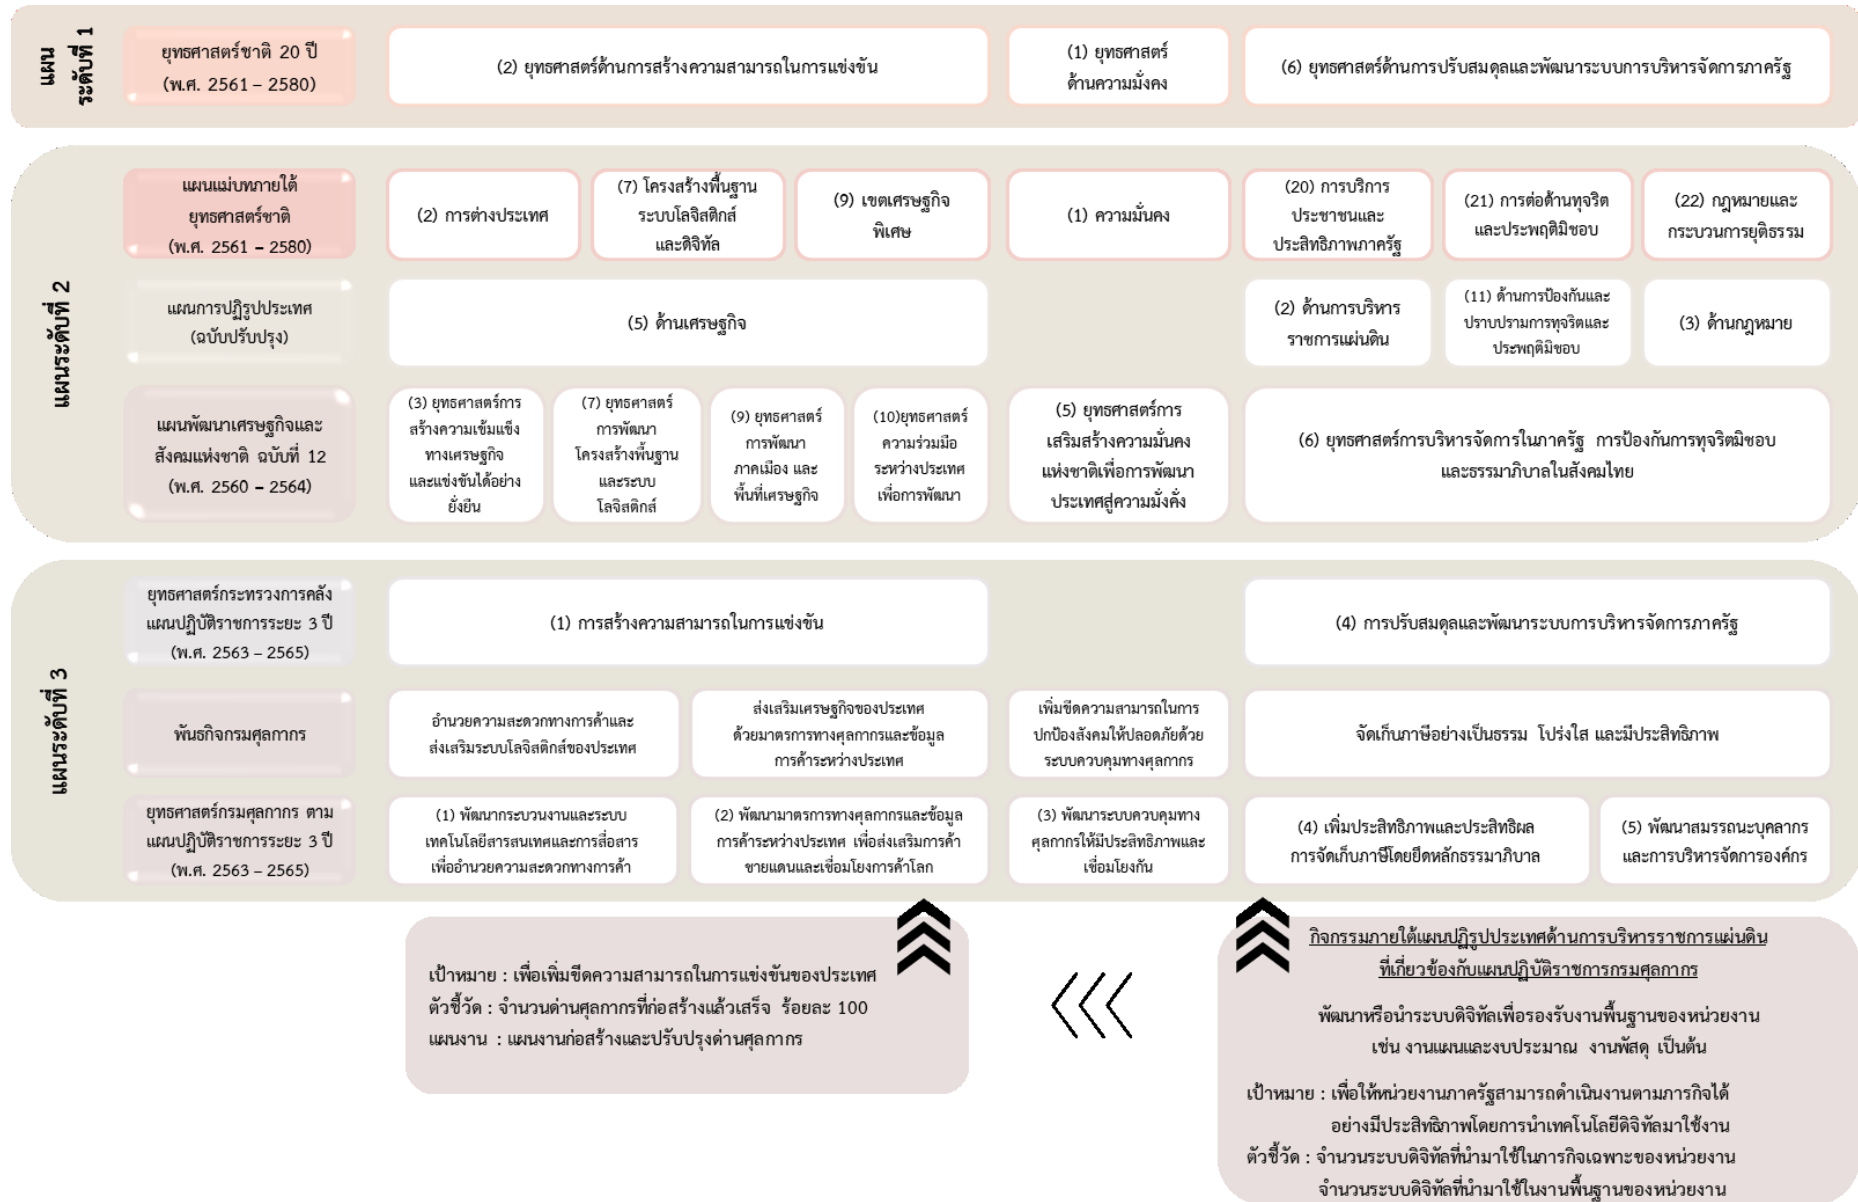 แผน
ระดับที่ 1
ยุทธศาสตร์ชาติ 20 ปี
(พ.ศ. 2561 – 2580)
(2) ยุทธศาสตร์ด้านการสร้างความสามารถในการแข่งขัน
(1) ยุทธศาสตร์
ด้านความมั่งคง
(6) ยุทธศาสตร์ด้านการปรับสมดุลและพัฒนาระบบการบริหารจัดการภาครัฐ
แผนระดับที่ 2
แผนแม่บทภายใต้
ยุทธศาสตร์ชาติ
(พ.ศ. 2561 – 2580)
(2) การต่างประเทศ
(7) โครงสร้างพื้นฐาน
ระบบโลจิสติกส์
และดิจิทัล
(9) เขตเศรษฐกิจ
พิเศษ
(1) ความมั่นคง
(20) การบริการ
ประชาชนและ
ประสิทธิภาพภาครัฐ
(21) การต่อต้านทุจริต
และประพฤติมิชอบ
(22) กฎหมายและ
กระบวนการยุติธรรม
แผนการปฏิรูปประเทศ
(ฉบับปรับปรุง)
(5) ด้านเศรษฐกิจ
(2) ด้านการบริหาร
ราชการแผ่นดิน
(11) ด้านการป้องกันและ
ปราบปรามการทุจริตและ
ประพฤติมิชอบ
(3) ด้านกฎหมาย
แผนพัฒนาเศรษฐกิจและ
สังคมแห่งชาติ ฉบับที่ 12
(พ.ศ. 2560 – 2564)
(3) ยุทธศาสตร์การ
สร้างความเข้มแข็ง
ทางเศรษฐกิจ
และแข่งขันได้อย่าง
ยั่งยืน
(7) ยุทธศาสตร์
การพัฒนา
โครงสร้างพื้นฐาน
และระบบ
โลจิสติกส์
(9) ยุทธศาสตร์
การพัฒนา
ภาคเมือง และ
พื้นที่เศรษฐกิจ
(10)ยุทธศาสตร์
ความร่วมมือ
ระหว่างประเทศ
เพื่อการพัฒนา
(5) ยุทธศาสตร์การ
เสริมสร้างความมั่นคง
แห่งชาติเพื่อการพัฒนา
ประเทศสู่ความมั่งคั่ง
(6) ยุทธศาสตร์การบริหารจัดการในภาครัฐ การป้องกันการทุจริตมิชอบ
และธรรมาภิบาลในสังคมไทย
แผนระดับที่ 3
ยุทธศาสตร์กระทรวงการคลัง
แผนปฏิบัติราชการระยะ 3 ปี
(พ.ศ. 2563 – 2565)
(1) การสร้างความสามารถในการแข่งขัน
(4) การปรับสมดุลและพัฒนาระบบการบริหารจัดการภาครัฐ
พันธกิจกรมศุลกากร
อำนวยความสะดวกทางการค้าและ
ส่งเสริมระบบโลจิสติกส์ของประเทศ
ส่งเสริมเศรษฐกิจของประเทศ
ด้วยมาตรการทางศุลกากรและข้อมูล
การค้าระหว่างประเทศ
เพิ่มขีดความสามารถในการ
ปกป้องสังคมให้ปลอดภัยด้วย
ระบบควบคุมทางศุลกากร
จัดเก็บภาษีอย่างเป็นธรรม โปร่งใส และมีประสิทธิภาพ
ยุทธศาสตร์กรมศุลกากร ตาม
แผนปฏิบัติราชการระยะ 3 ปี
(พ.ศ. 2563 – 2565)
(1) พัฒนากระบวนงานและระบบ
เทคโนโลยีสารสนเทศและการสื่อสาร
เพื่ออำนวยความสะดวกทางการค้า
(2) พัฒนามาตรการทางศุลกากรและข้อมูล
การค้าระหว่างประเทศ เพื่อส่งเสริมการค้า
ชายแดนและเชื่อมโยงการค้าโลก
(3) พัฒนาระบบควบคุมทาง
ศุลกากรให้มีประสิทธิภาพและ
เชื่อมโยงกัน
(4) เพิ่มประสิทธิภาพและประสิทธิผล
การจัดเก็บภาษีโดยยึดหลักธรรมาภิบาล
(5) พัฒนาสมรรถนะบุคลากร
และการบริหารจัดการองค์กร
เป้าหมาย : เพื่อเพิ่มขีดความสามารถในการแข่งขันของประเทศ
ตัวชี้วัด : จำนวนด่านศุลกากรที่ก่อสร้างแล้วเสร็จ ร้อยละ 100
แผนงาน : แผนงานก่อสร้างและปรับปรุงด่านศุลกากร
กิจกรรมภายใต้แผนปฏิรูปประเทศด้านการบริหารราชการแผ่นดิน
ที่เกี่ยวข้องกับแผนปฏิบัติราชการกรมศุลกากร
พัฒนาหรือนำระบบดิจิทัลเพื่อรองรับงานพื้นฐานของหน่วยงาน
เช่น งานแผนและงบประมาณ งานพัสดุ เป็นต้น
เป้าหมาย : เพื่อให้หน่วยงานภาครัฐสามารถดำเนินงานตามภารกิจได้
อย่างมีประสิทธิภาพโดยการนำเทคโนโลยีดิจิทัลมาใช้งาน
ตัวชี้วัด : จำนวนระบบดิจิทัลที่นำมาใช้ในภารกิจเฉพาะของหน่วยงาน
จำนวนระบบดิจิทัลที่นำมาใช้ในงานพื้นฐานของหน่วยงาน